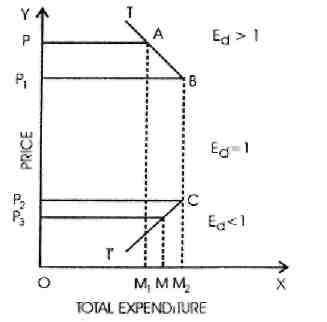 Y
T
P
A
Ed > 1
P1
B
PRICE
Ed=1
P2
C
P3
Ed<1
T'
O
M1 M M2
X
TOTAL EXPENDITURE